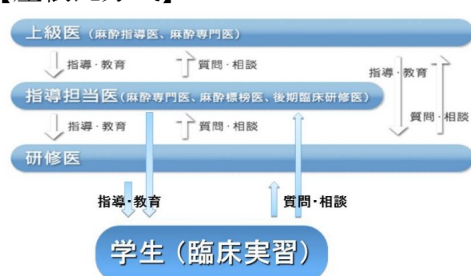 上級医（麻酔指導医、麻酔専門医）
指導・教育
質問・相談
指導・教育
質問・相談
指導担当医（麻酔専門医、麻酔標榜医、後期臨床研修医）
指導・教育
質問・相談
研修医
指導・教育
質問・相談
学生（臨床実習）